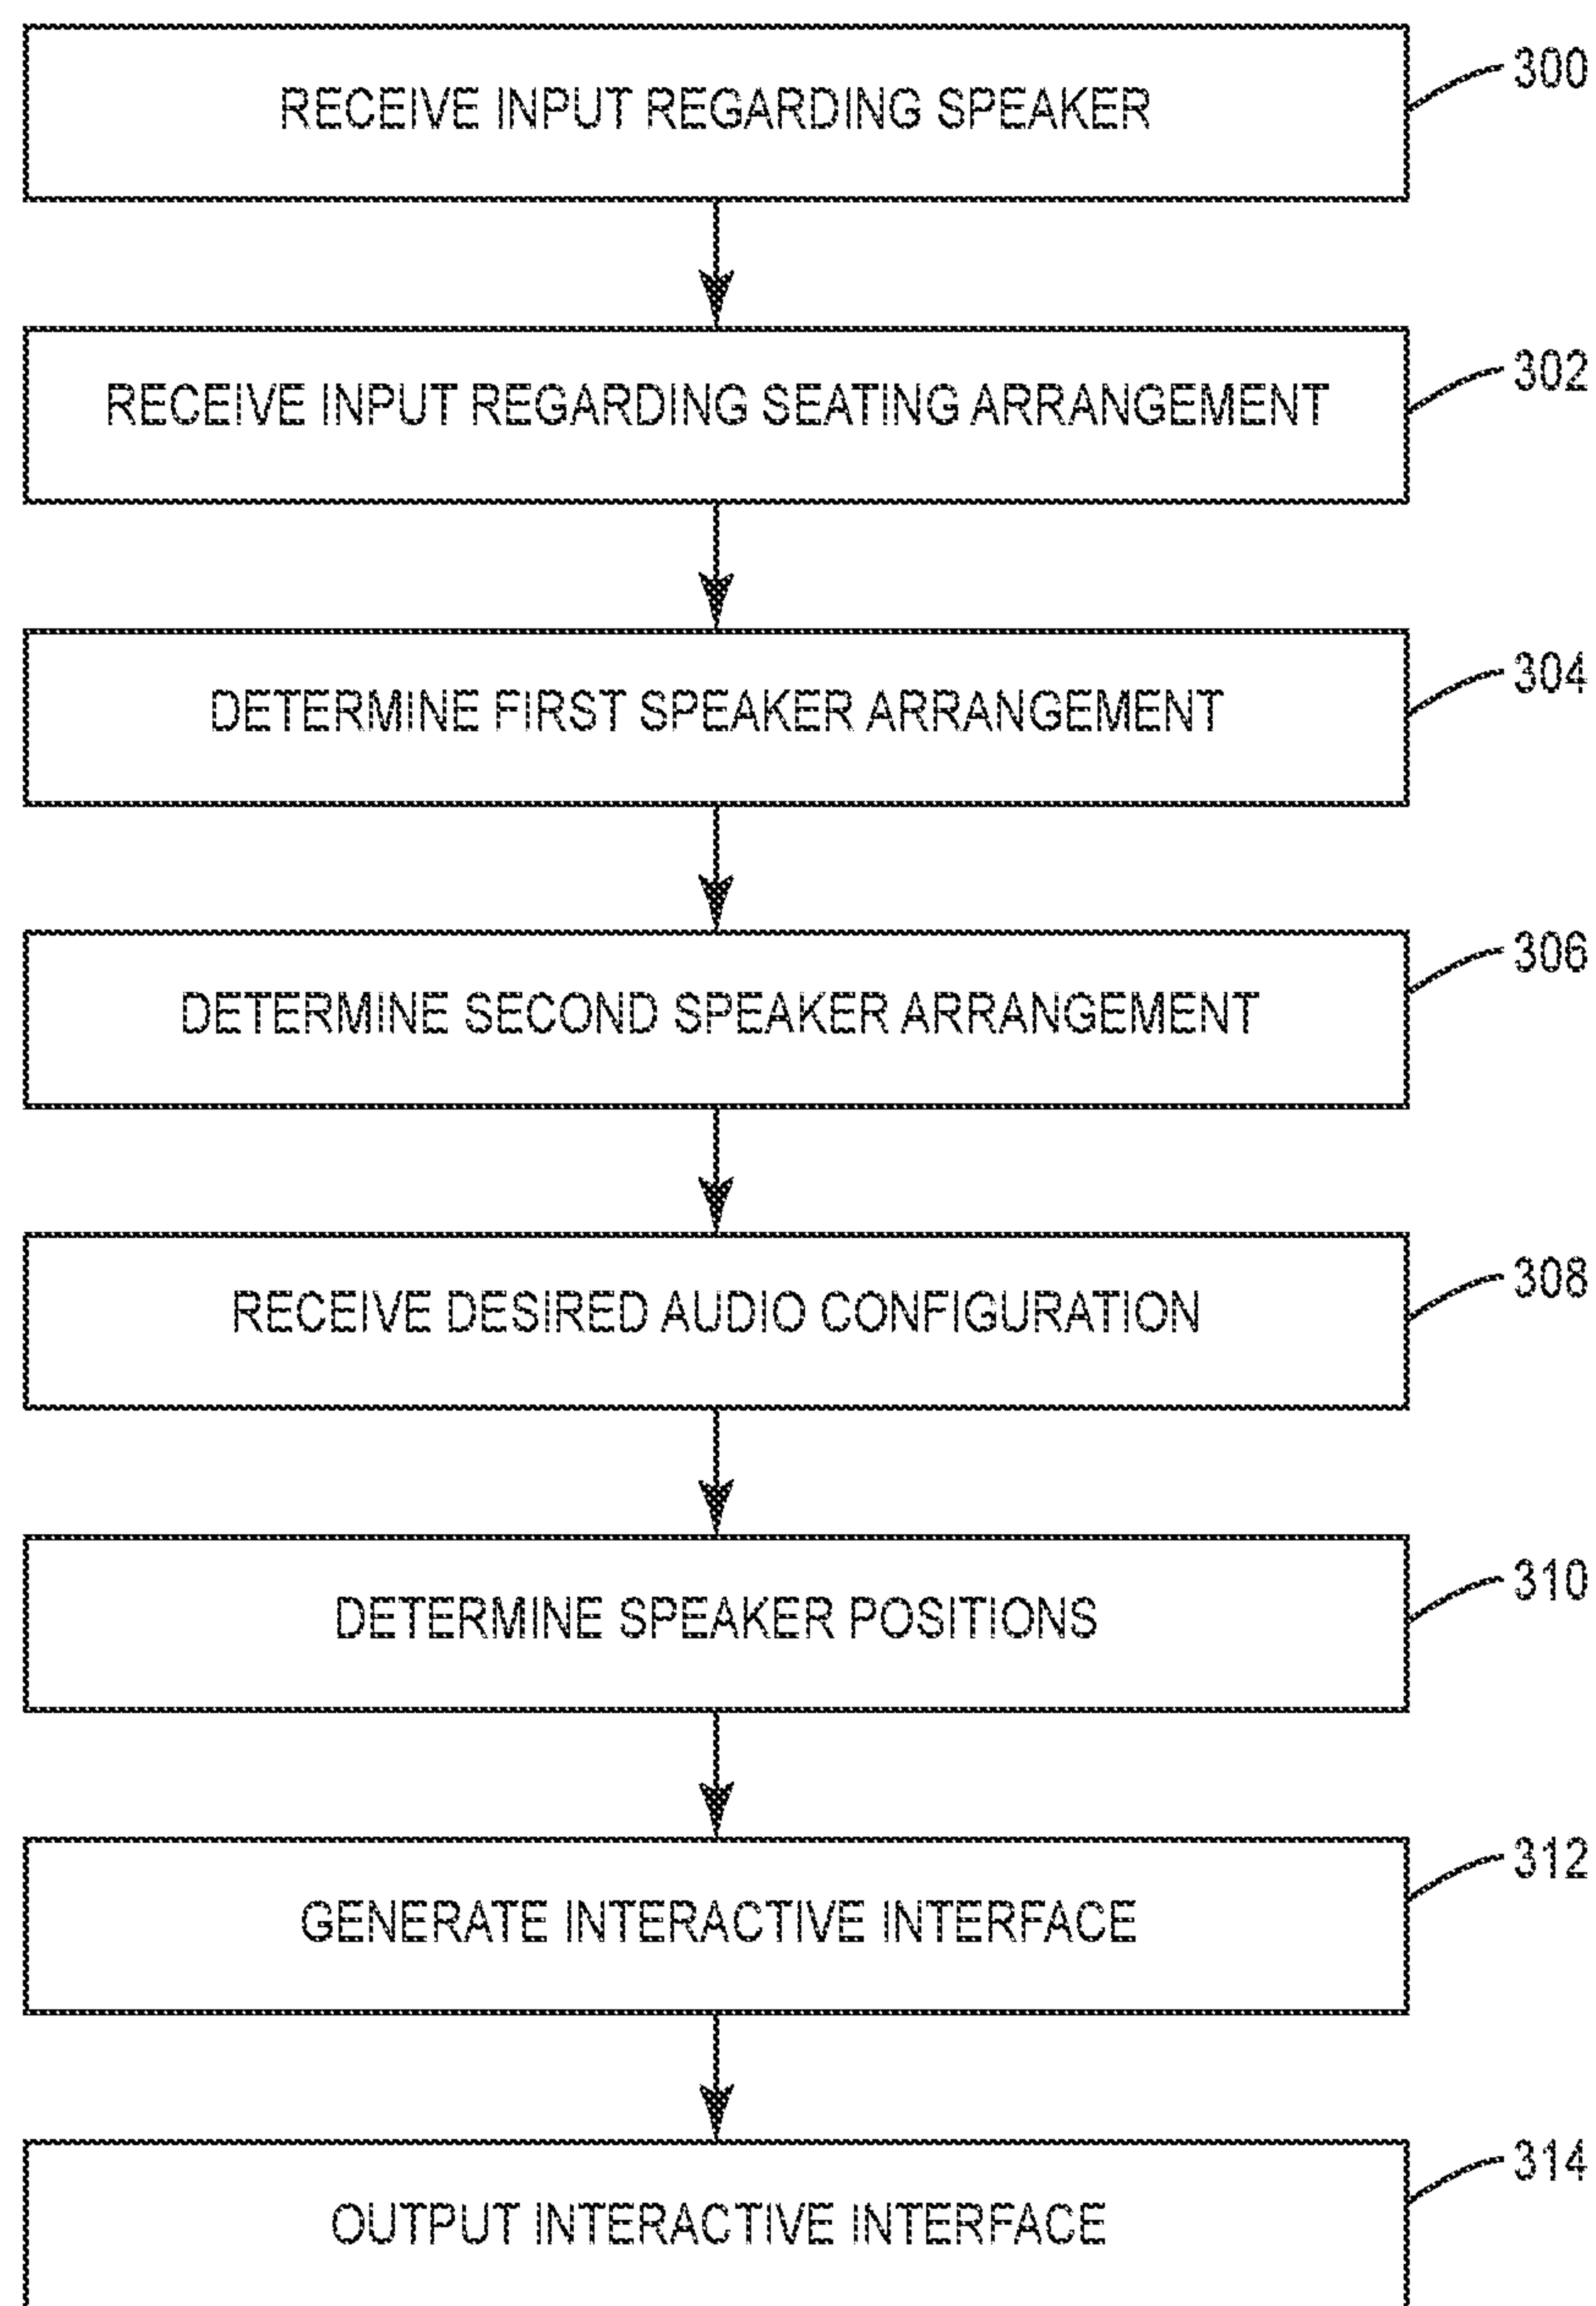 RECEIVE INPUT REGARDING SPEAKER
300
RECEIVE INPUT REGARDING SEATING ARRANGEMENT
302
DETERMINE FIRST SPEAKER ARRANGEMENT
304
DETERMINE SECOND SPEAKER ARRANGEMENT
306
RECEIVE DESIRED AUDIO CONFIGURATION
308
DETERMINE SPEAKER POSITIONS
310
GENERATE INTERACTIVE INTERFACE
312
OUTPUT INTERACTIVE INTERFACE
314